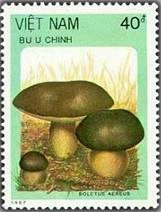 VIỆT NAM 40đ
BƯU CHÍNH
BOLETUS AEREUS
1987